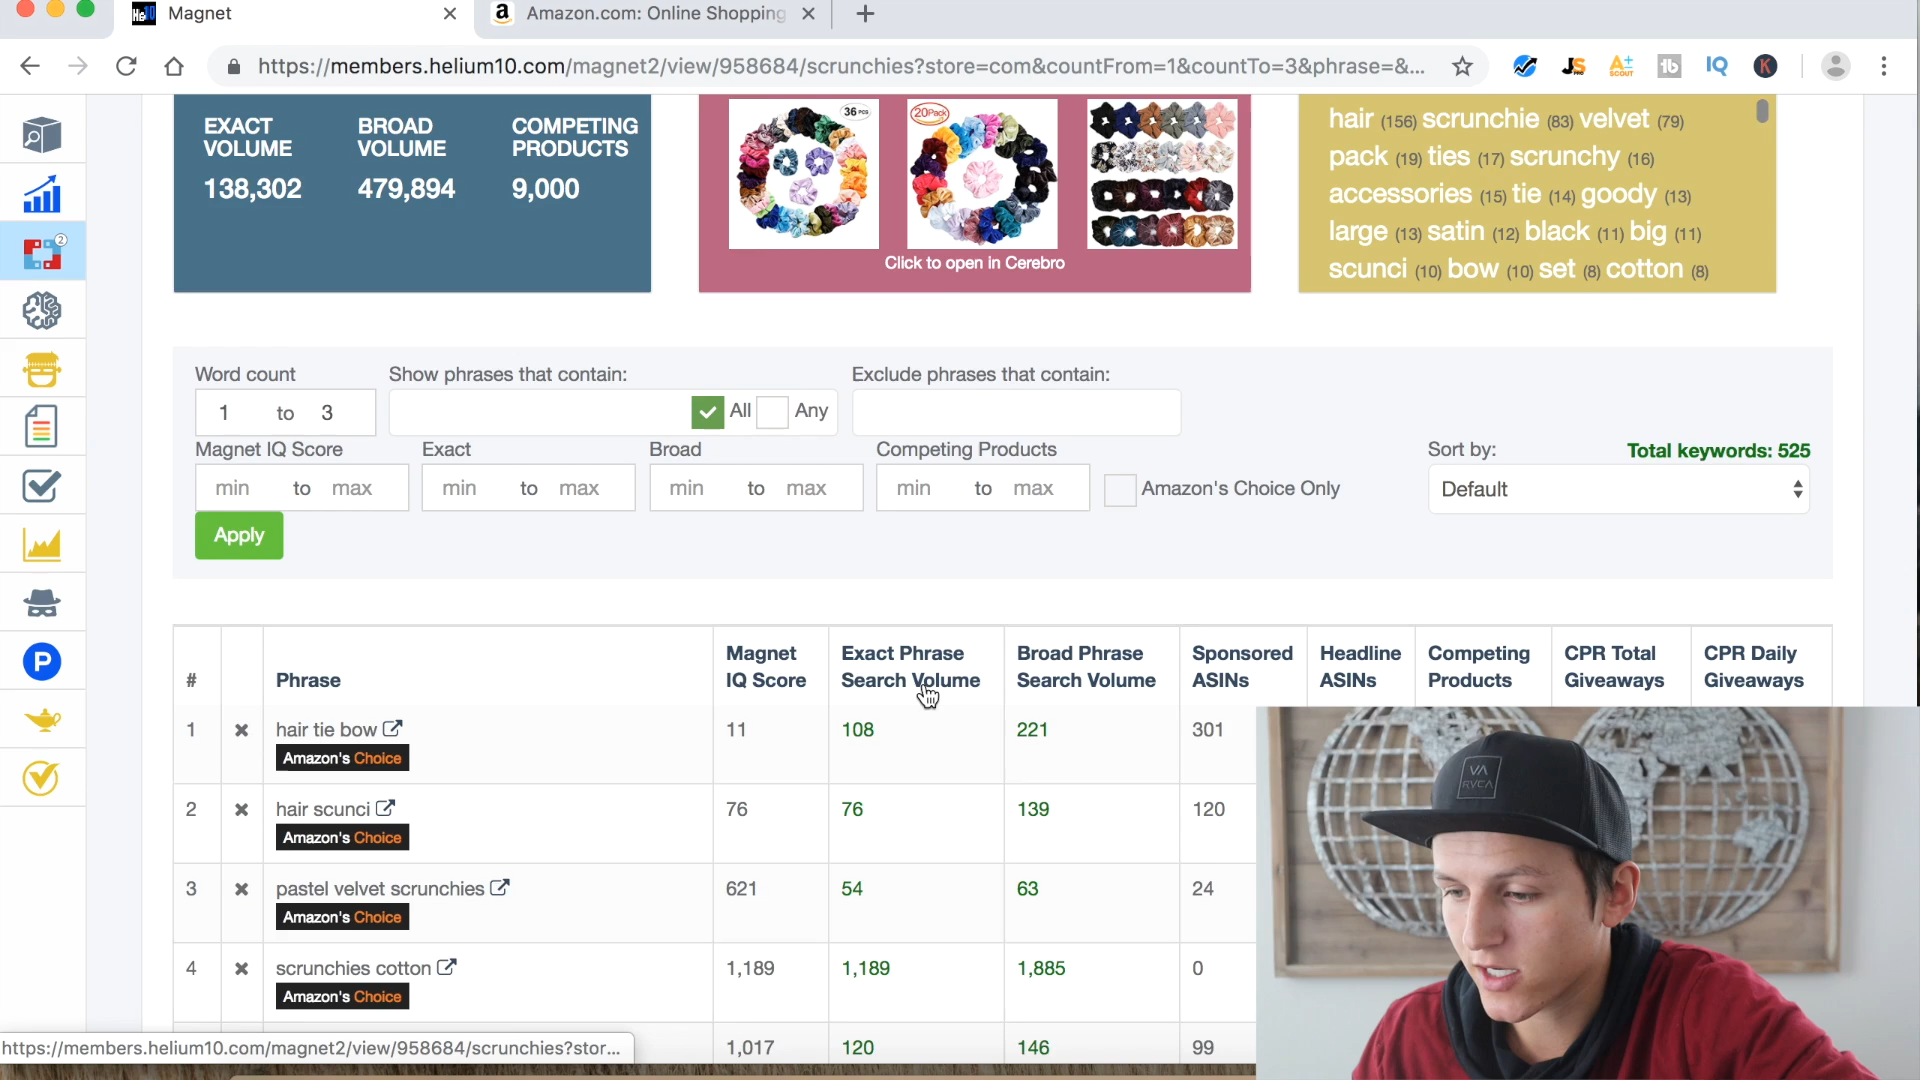 He10
Magnet
a Amazon.com: Online Shopping
https://members.helium10.com/magnet2/view/958684/scrunchies?store=com&countFrom=1&countTo=3&phrase=&...
JS
A+ SCOUT
tb
IQ
K
2
P
EXACT VOLUME
138,302
BROAD VOLUME
479,894
COMPETING PRODUCTS
9,000
36 PCS
20Pack
Click to open in Cerebro
hair (156) scrunchie (83) velvet (79)
pack (19) ties (17) scrunchy (16)
accessories (15) tie (14) goody (13)
large (13) satin (12) black (11) big (11)
scunci (10) bow (10) set (8) cotton (8)
Word count
1 to 3
Show phrases that contain:
All Any
Exclude phrases that contain:
Magnet IQ Score
min to max
Exact
min to max
Broad
min to max
Competing Products
min to max
Amazon's Choice Only
Sort by:
Total keywords: 525
Default
Apply
# Phrase Magnet IQ Score Exact Phrase Search Volume Broad Phrase Search Volume Sponsored ASINs Headline ASINs Competing Products CPR Total Giveaways CPR Daily Giveaways
1 hair tie bow 11 108 221 301
Amazon's Choice
2 hair scunci 76 76 139 120
Amazon's Choice
3 pastel velvet scrunchies 621 54 63 24
Amazon's Choice
4 scrunchies cotton 1,189 1,189 1,885 0
Amazon's Choice
1,017 120 146 99
https://members.helium10.com/magnet2/view/958684/scrunchies?stor...
VA
RVCA